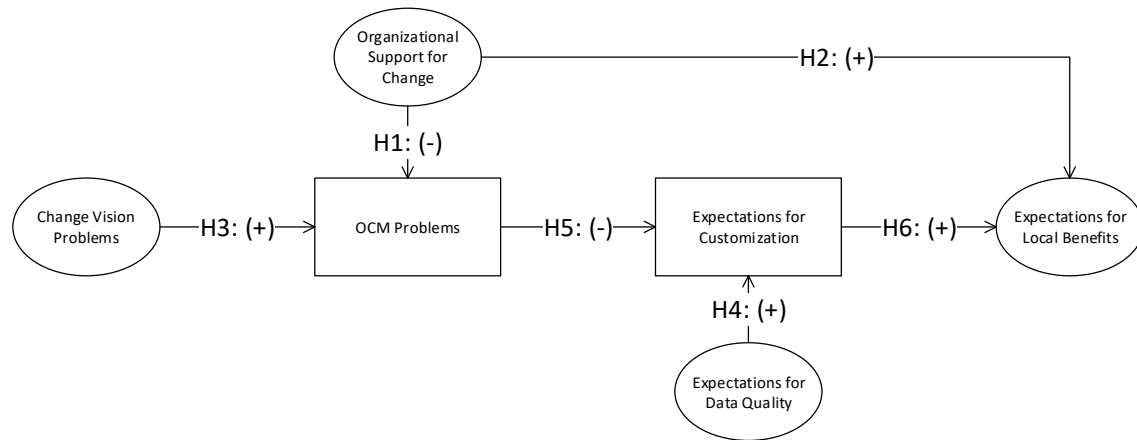 Organizational
Support for
Change
H2: (+)
H1: (-)
Change Vision
Problems
H3: (+)
OCM Problems
H5: (-)
Expectations for
Customization
H6: (+)
Expectations for
Local Benefits
H4: (+)
Expectations for
Data Quality